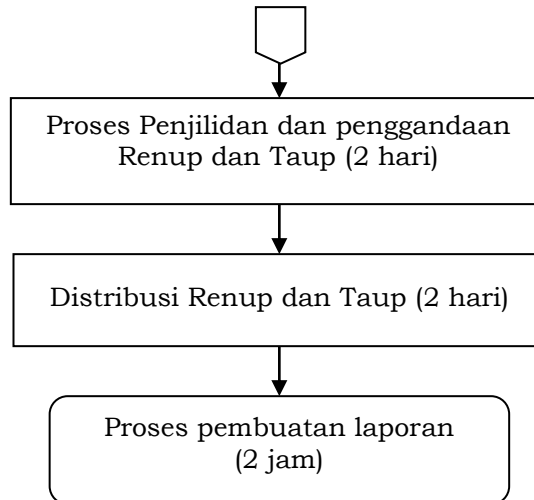 Proses Penjilidan dan penggandaan
Renup dan Taup (2 hari)
Distribusi Renup dan Taup (2 hari)
Proses pembuatan laporan
(2 jam)